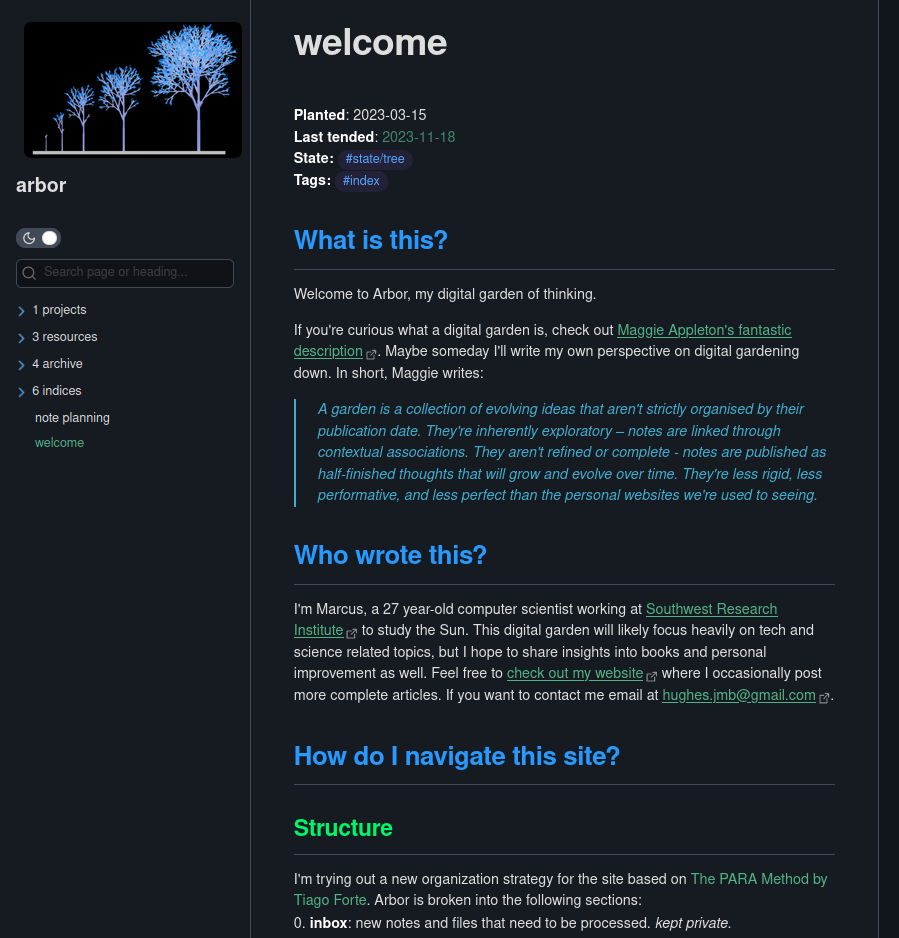 arbor
Search page or heading...
1 projects
3 resources
4 archive
6 indices
note planning
welcome
welcome
Planted: 2023-03-15
Last tended: 2023-11-18
State: #state/tree
Tags: #index
What is this?
Welcome to Arbor, my digital garden of thinking.
If you're curious what a digital garden is, check out Maggie Appleton's fantastic
description. Maybe someday I'll write my own perspective on digital gardening
down. In short, Maggie writes:
A garden is a collection of evolving ideas that aren't strictly organised by their
publication date. They're inherently exploratory – notes are linked through
contextual associations. They aren't refined or complete - notes are published as
half-finished thoughts that will grow and evolve over time. They're less rigid, less
performative, and less perfect than the personal websites we're used to seeing.
Who wrote this?
I'm Marcus, a 27 year-old computer scientist working at Southwest Research
Institute to study the Sun. This digital garden will likely focus heavily on tech and
science related topics, but I hope to share insights into books and personal
improvement as well. Feel free to check out my website where I occasionally post
more complete articles. If you want to contact me email at hughes.jmb@gmail.com.
How do I navigate this site?
Structure
I'm trying out a new organization strategy for the site based on The PARA Method by
Tiago Forte. Arbor is broken into the following sections:
0. inbox: new notes and files that need to be processed. kept private.